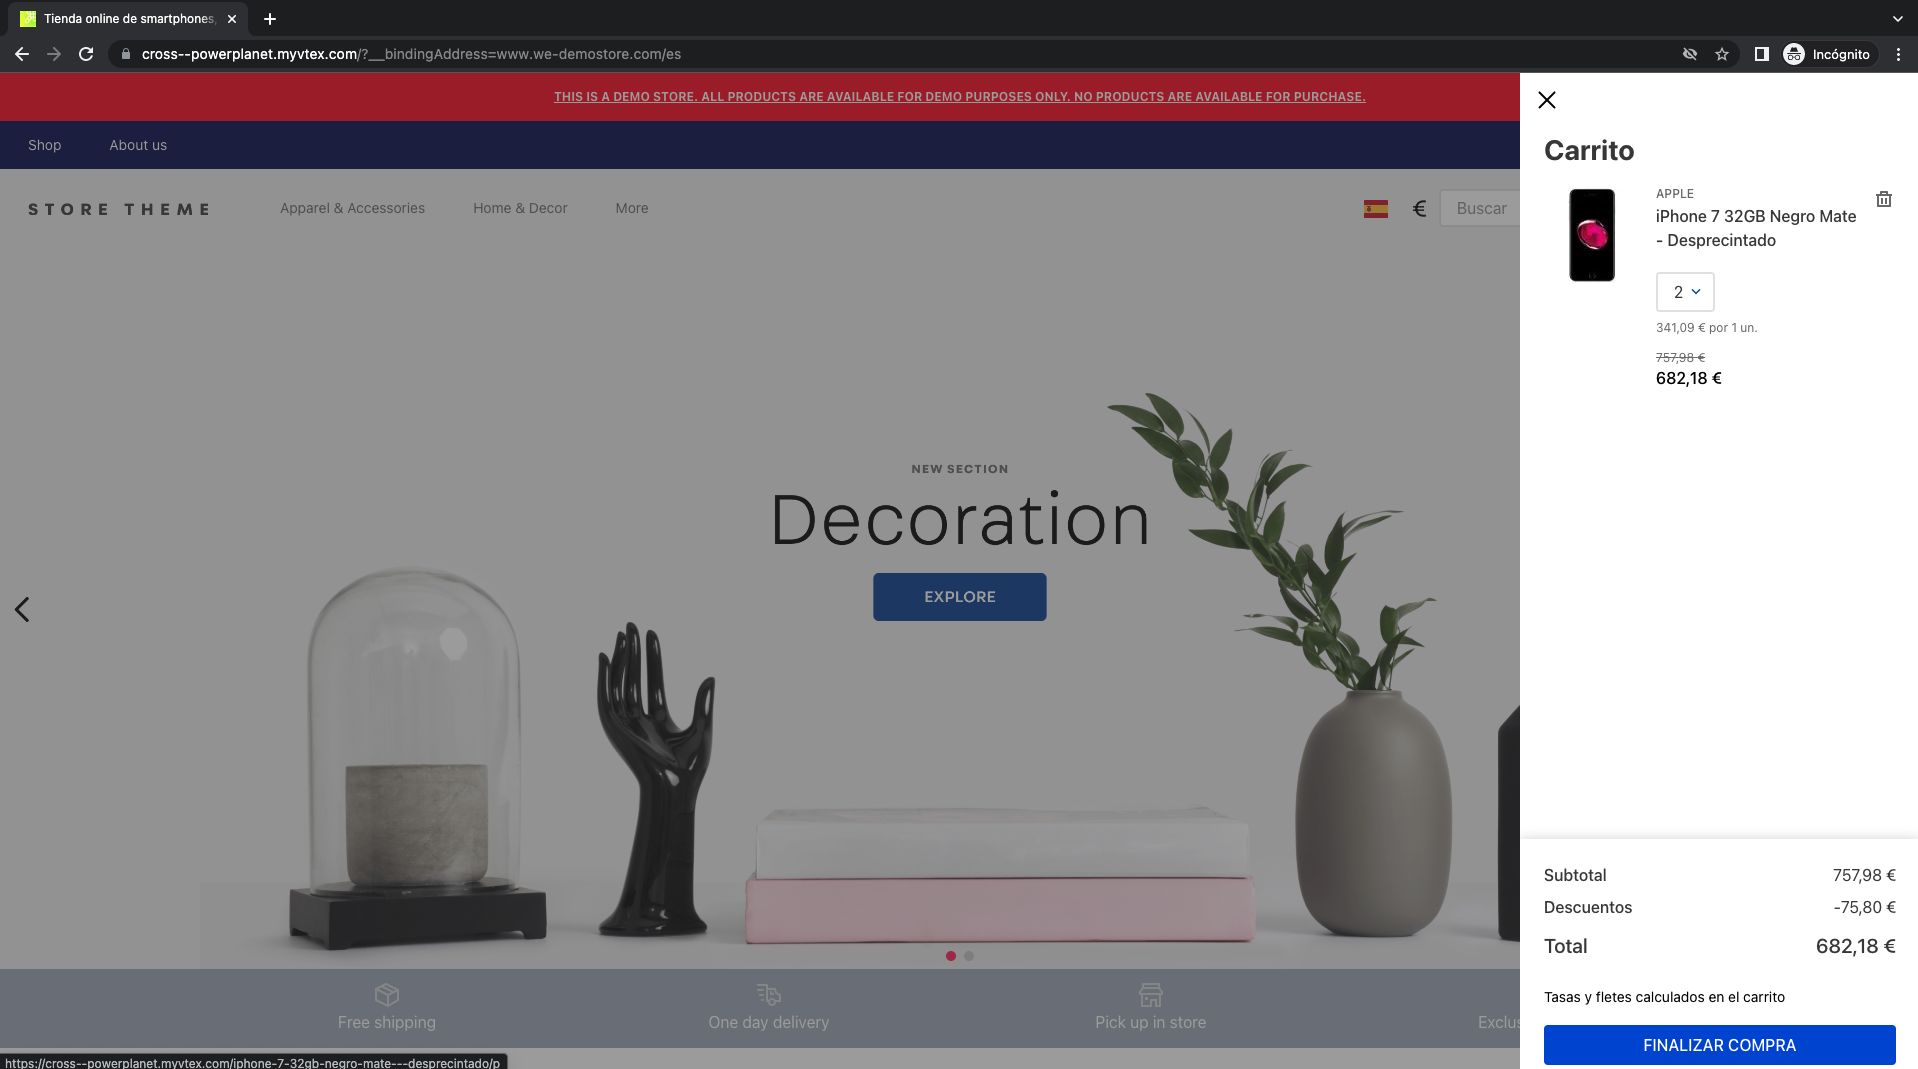 Tienda online de smartphones,
cross--powerplanet.myvtex.com/?__bindingAddress=www.we-demostore.com/es
Incógnito
THIS IS A DEMO STORE. ALL PRODUCTS ARE AVAILABLE FOR DEMO PURPOSES ONLY. NO PRODUCTS ARE AVAILABLE FOR PURCHASE.
Shop
About us
STORE THEME
Apparel & Accessories
Home & Decor
More
€
Buscar
NEW SECTION
Decoration
EXPLORE
Free shipping
One day delivery
Pick up in store
Exclus
https://cross--powerplanet.myvtex.com/iphone-7-32gb-negro-mate---desprecintado/p
Carrito
APPLE
iPhone 7 32GB Negro Mate
- Desprecintado
2
341,09 € por 1 un.
757,98 €
682,18 €
Subtotal 757,98 €
Descuentos -75,80 €
Total 682,18 €
Tasas y fletes calculados en el carrito
FINALIZAR COMPRA